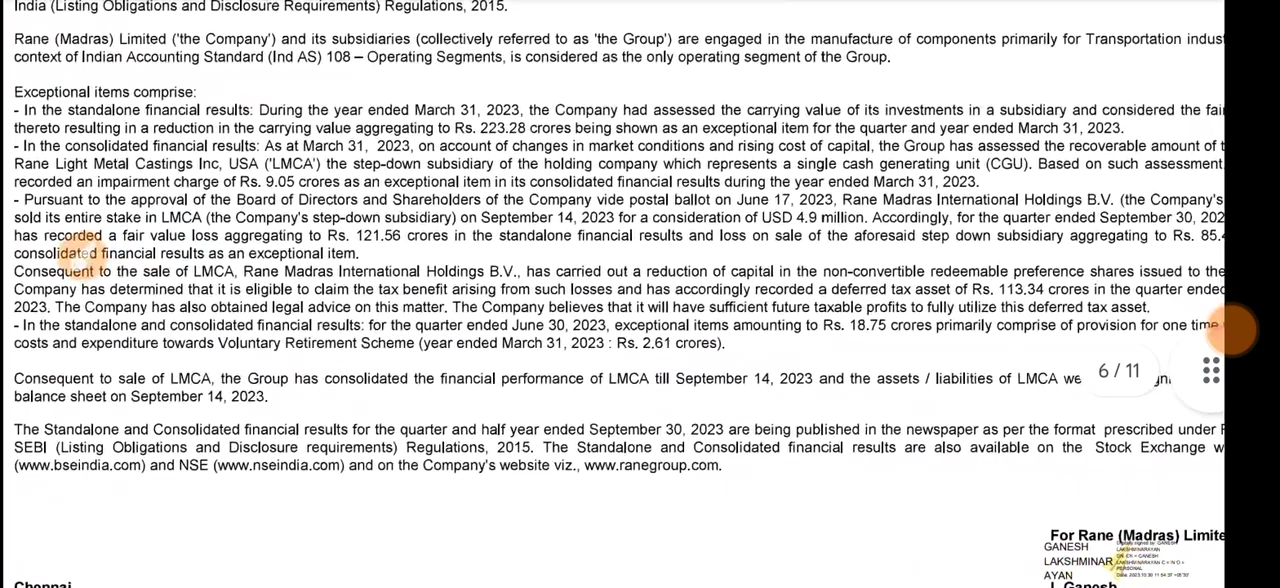 India (Listing Obligations and Disclosure Requirements) Regulations, 2015.
Rane (Madras) Limited ('the Company') and its subsidiaries (collectively referred to as 'the Group') are engaged in the manufacture of components primarily for Transportation indus
context of Indian Accounting Standard (Ind AS) 108 – Operating Segments, is considered as the only operating segment of the Group.
Exceptional items comprise:
- In the standalone financial results: During the year ended March 31, 2023, the Company had assessed the carrying value of its investments in a subsidiary and considered the fai
thereto resulting in a reduction in the carrying value aggregating to Rs. 223.28 crores being shown as an exceptional item for the quarter and year ended March 31, 2023.
- In the consolidated financial results: As at March 31, 2023, on account of changes in market conditions and rising cost of capital, the Group has assessed the recoverable amount of t
Rane Light Metal Castings Inc, USA ('LMCA') the step-down subsidiary of the holding company which represents a single cash generating unit (CGU). Based on such assessment
recorded an impairment charge of Rs. 9.05 crores as an exceptional item in its consolidated financial results during the year ended March 31, 2023.
- Pursuant to the approval of the Board of Directors and Shareholders of the Company vide postal ballot on June 17, 2023, Rane Madras International Holdings B.V. (the Company's
sold its entire stake in LMCA (the Company's step-down subsidiary) on September 14, 2023 for a consideration of USD 4.9 million. Accordingly, for the quarter ended September 30, 202
has recorded a fair value loss aggregating to Rs. 121.56 crores in the standalone financial results and loss on sale of the aforesaid step down subsidiary aggregating to Rs. 85.
consolidated financial results as an exceptional item.
Consequent to the sale of LMCA, Rane Madras International Holdings B.V., has carried out a reduction of capital in the non-convertible redeemable preference shares issued to the
Company has determined that it is eligible to claim the tax benefit arising from such losses and has accordingly recorded a deferred tax asset of Rs. 113.34 crores in the quarter ended
2023. The Company has also obtained legal advice on this matter. The Company believes that it will have sufficient future taxable profits to fully utilize this deferred tax asset.
- In the standalone and consolidated financial results: for the quarter ended June 30, 2023, exceptional items amounting to Rs. 18.75 crores primarily comprise of provision for one time
costs and expenditure towards Voluntary Retirement Scheme (year ended March 31, 2023 : Rs. 2.61 crores).
Consequent to sale of LMCA, the Group has consolidated the financial performance of LMCA till September 14, 2023 and the assets / liabilities of LMCA we
6 / 11
balance sheet on September 14, 2023.
The Standalone and Consolidated financial results for the quarter and half year ended September 30, 2023 are being published in the newspaper as per the format prescribed under
SEBI (Listing Obligations and Disclosure requirements) Regulations, 2015. The Standalone and Consolidated financial results are also available on the Stock Exchange w
(www.bseindia.com) and NSE (www.nseindia.com) and on the Company's website viz., www.ranegroup.com.
For Rane (Madras) Limite
GANESH
LAKSHMINAR
AYAN
Chennai
L Ganesh